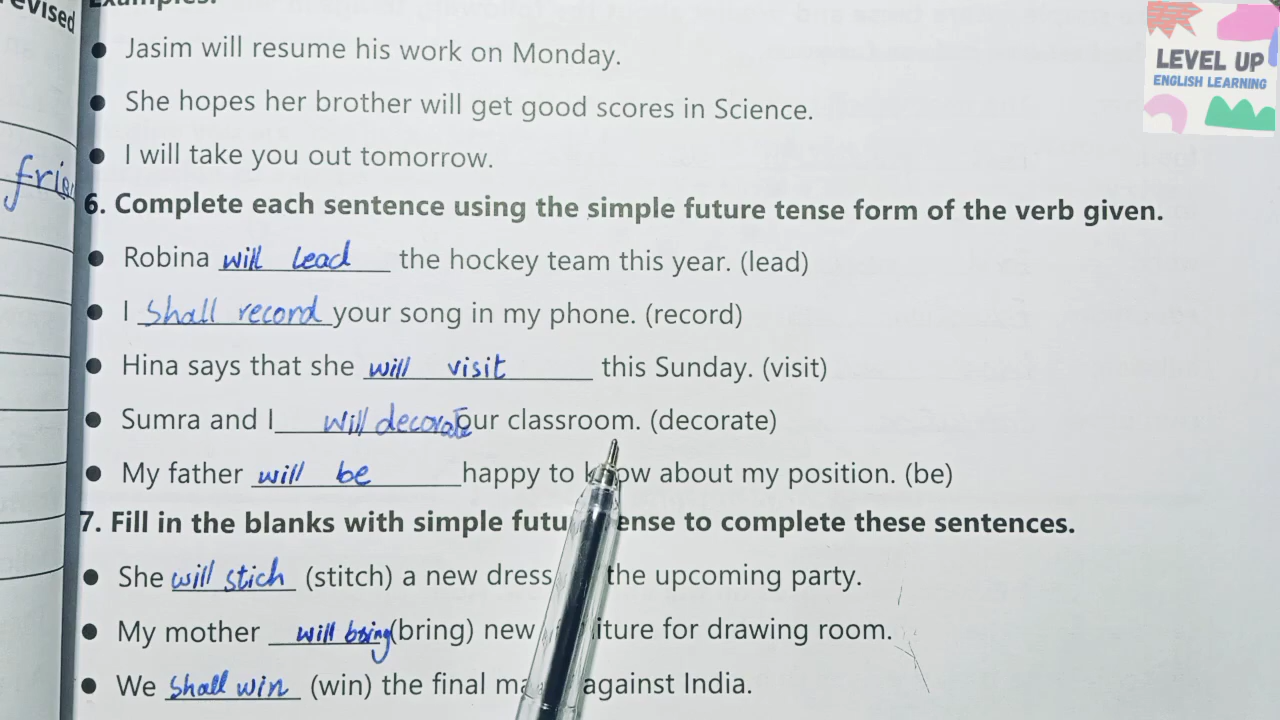 evised
Examples:
Jasim will resume his work on Monday.
She hopes her brother will get good scores in Science.
I will take you out tomorrow.
6. Complete each sentence using the simple future tense form of the verb given.
Robina will lead the hockey team this year. (lead)
I Shall record your song in my phone. (record)
Hina says that she will visit this Sunday. (visit)
Sumra and I will decorate our classroom. (decorate)
My father will be happy to know about my position. (be)
7. Fill in the blanks with simple future tense to complete these sentences.
She will stich (stitch) a new dress the upcoming party.
My mother will bring (bring) new for drawing room.
We Shall win (win) the final against India.
LEVEL UP
ENGLISH LEARNING